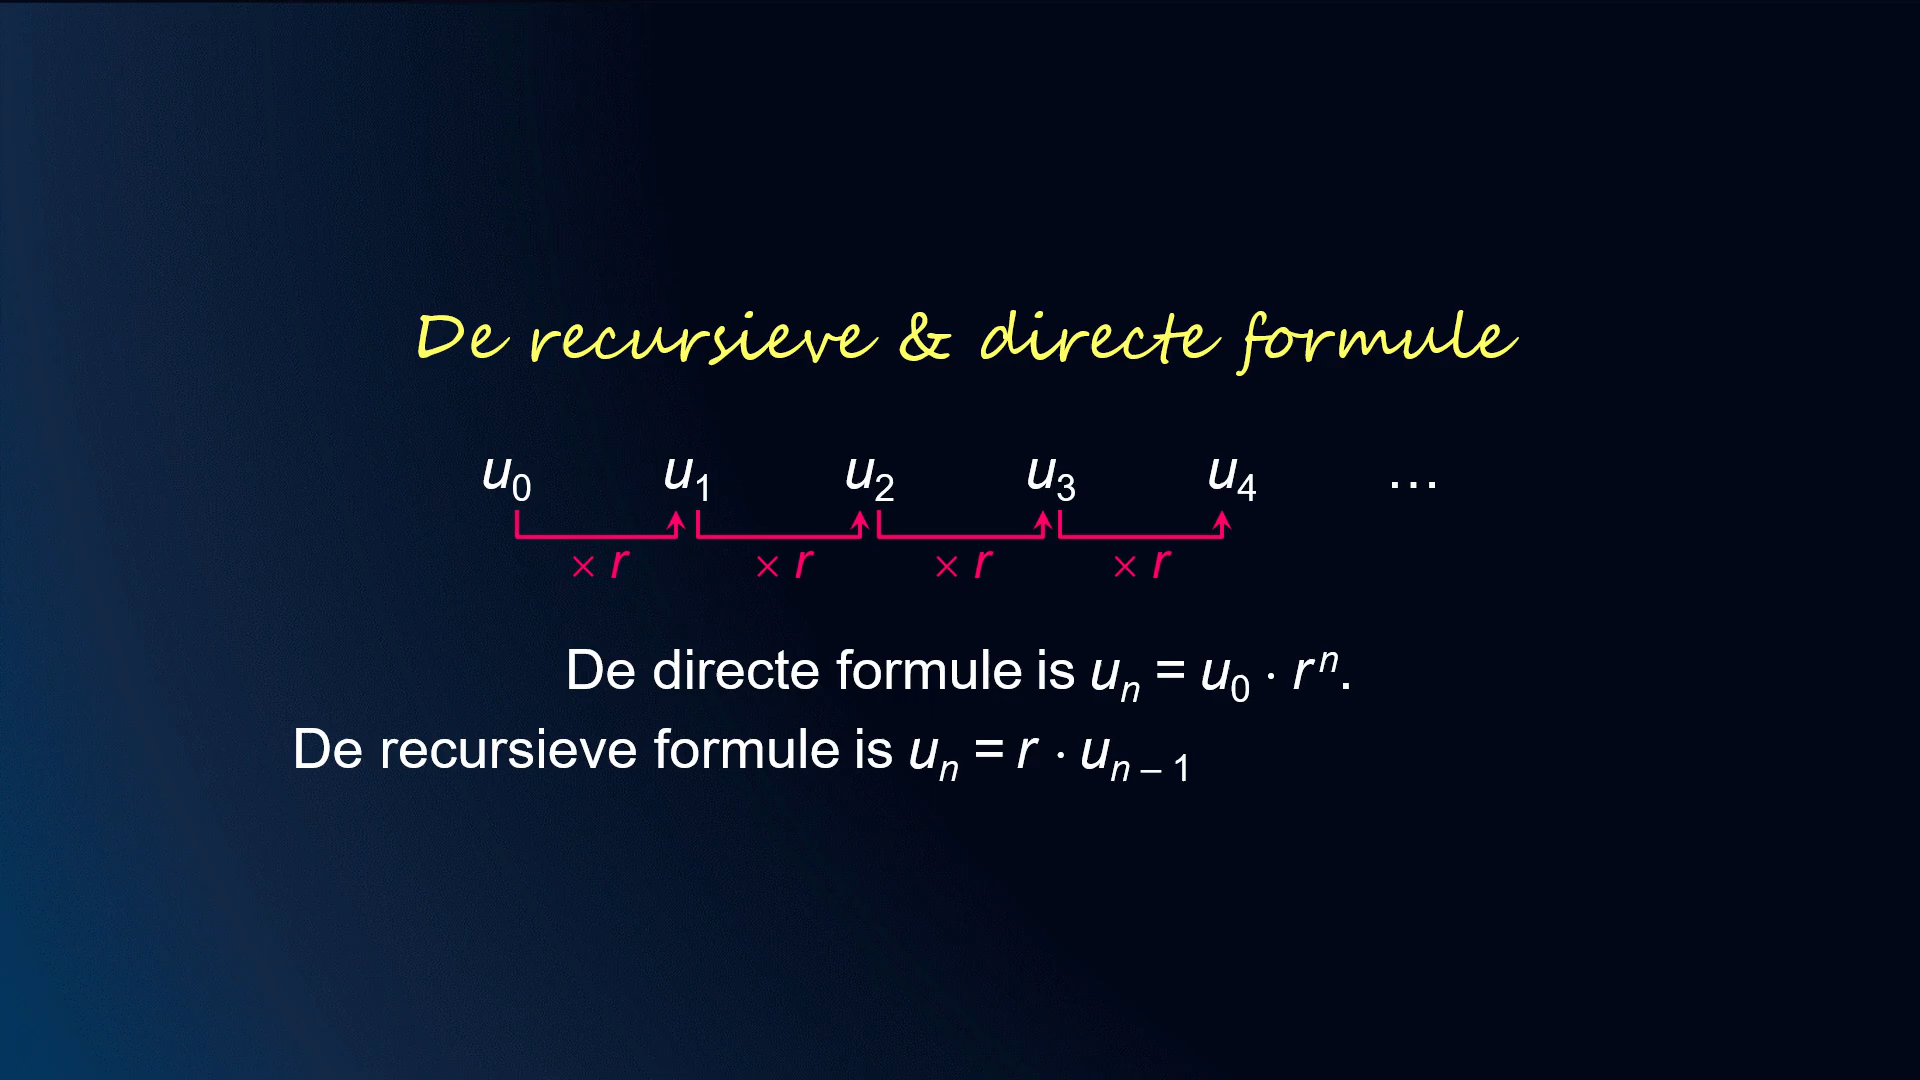 De recursieve & directe formule
u₀ u₁ u₂ u₃ u₄ …
× r × r × r × r
De directe formule is uₙ = u₀ · rⁿ.
De recursieve formule is uₙ = r · uₙ₋₁